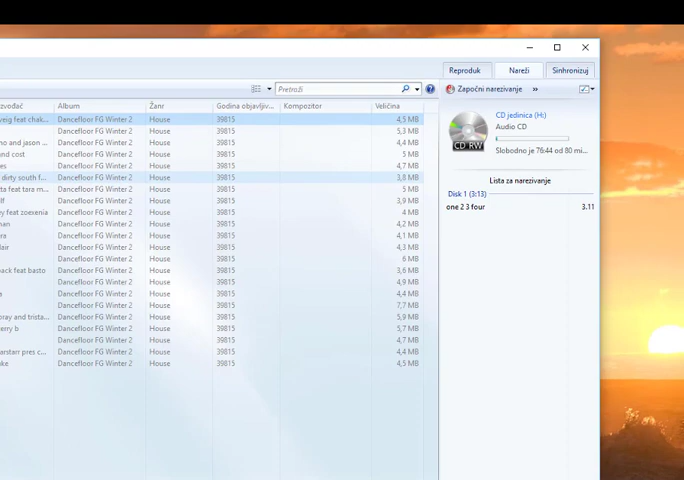 Reproduk Nareži Sinhronizuj
Pretraži Započni narezivanje »
Album Žanr Godina objavljiv... Kompozitor Veličina
veig feat chak... Dancefloor FG Winter 2 House 39815 4,5 MB
Dancefloor FG Winter 2 House 39815 5,3 MB
no and jason ... Dancefloor FG Winter 2 House 39815 4,4 MB
and cost Dancefloor FG Winter 2 House 39815 5 MB
es Dancefloor FG Winter 2 House 39815 4,7 MB
dirty south f... Dancefloor FG Winter 2 House 39815 3,8 MB
ta feat tara m... Dancefloor FG Winter 2 House 39815 5 MB
lf Dancefloor FG Winter 2 House 39815 3,9 MB
y feat zoexenia Dancefloor FG Winter 2 House 39815 4 MB
nan Dancefloor FG Winter 2 House 39815 4,2 MB
ra Dancefloor FG Winter 2 House 39815 4,1 MB
lair Dancefloor FG Winter 2 House 39815 4,3 MB
Dancefloor FG Winter 2 House 39815 6 MB
back feat basto Dancefloor FG Winter 2 House 39815 3,6 MB
Dancefloor FG Winter 2 House 39815 4,9 MB
a Dancefloor FG Winter 2 House 39815 4,4 MB
Dancefloor FG Winter 2 House 39815 7,7 MB
oray and trista... Dancefloor FG Winter 2 House 39815 5,9 MB
erry b Dancefloor FG Winter 2 House 39815 5,7 MB
Dancefloor FG Winter 2 House 39815 4,7 MB
arstarr pres c... Dancefloor FG Winter 2 House 39815 4,4 MB
ke Dancefloor FG Winter 2 House 39815 4,5 MB
CD jedinica (H:)
Audio CD
CD RW
Slobodno je 76:44 od 80 mi...
Lista za narezivanje
Disk 1 (3:13)
one 2 3 four 3.11